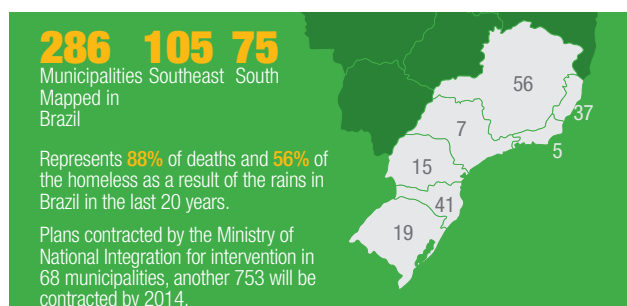 286 105 75
Municipalities Southeast South
Mapped in
Brazil
Represents 88% of deaths and 56% of
the homeless as a result of the rains in
Brazil in the last 20 years.
Plans contracted by the Ministry of
National Integration for intervention in
68 municipalities, another 753 will be
contracted by 2014.
56
37
7
5
15
41
19